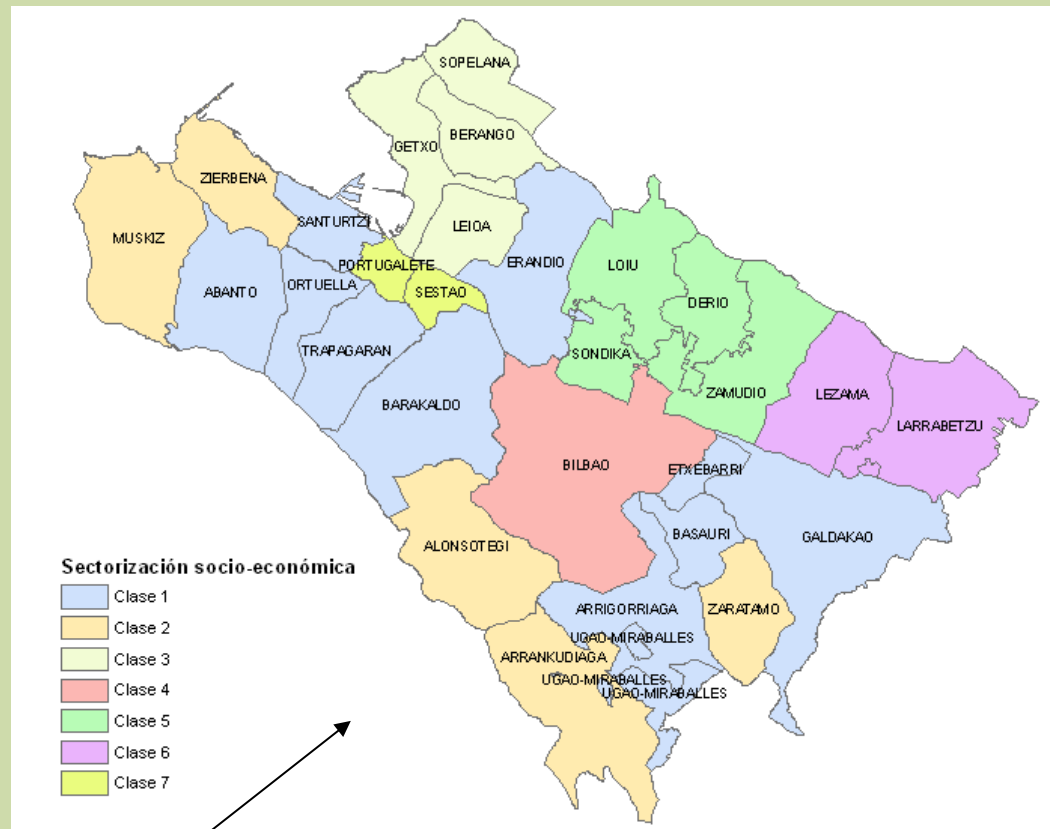 SOPELANA
BERANGO
GETXO
ZIERBENA
SANTURTZI
LEIOA
MUSKIZ
PORTUGALETE
ERANDIO
LOIU
ABANTO
ORTUELLA
SESTAO
DERIO
TRAPAGARAN
SONDIKA
ZAMUDIO
LEZAMA
BARAKALDO
LARRABETZU
BILBAO
ETXEBARRI
BASAURI
GALDAKAO
ALONSOTEGI
ARRIGORRIAGA
ZARATAMO
UGAO-MIRABALLES
ARRANKUDIAGA
UGAO-MIRABALLES
UGAO-MIRABALLES
Sectorización socio-económica
Clase 1
Clase 2
Clase 3
Clase 4
Clase 5
Clase 6
Clase 7